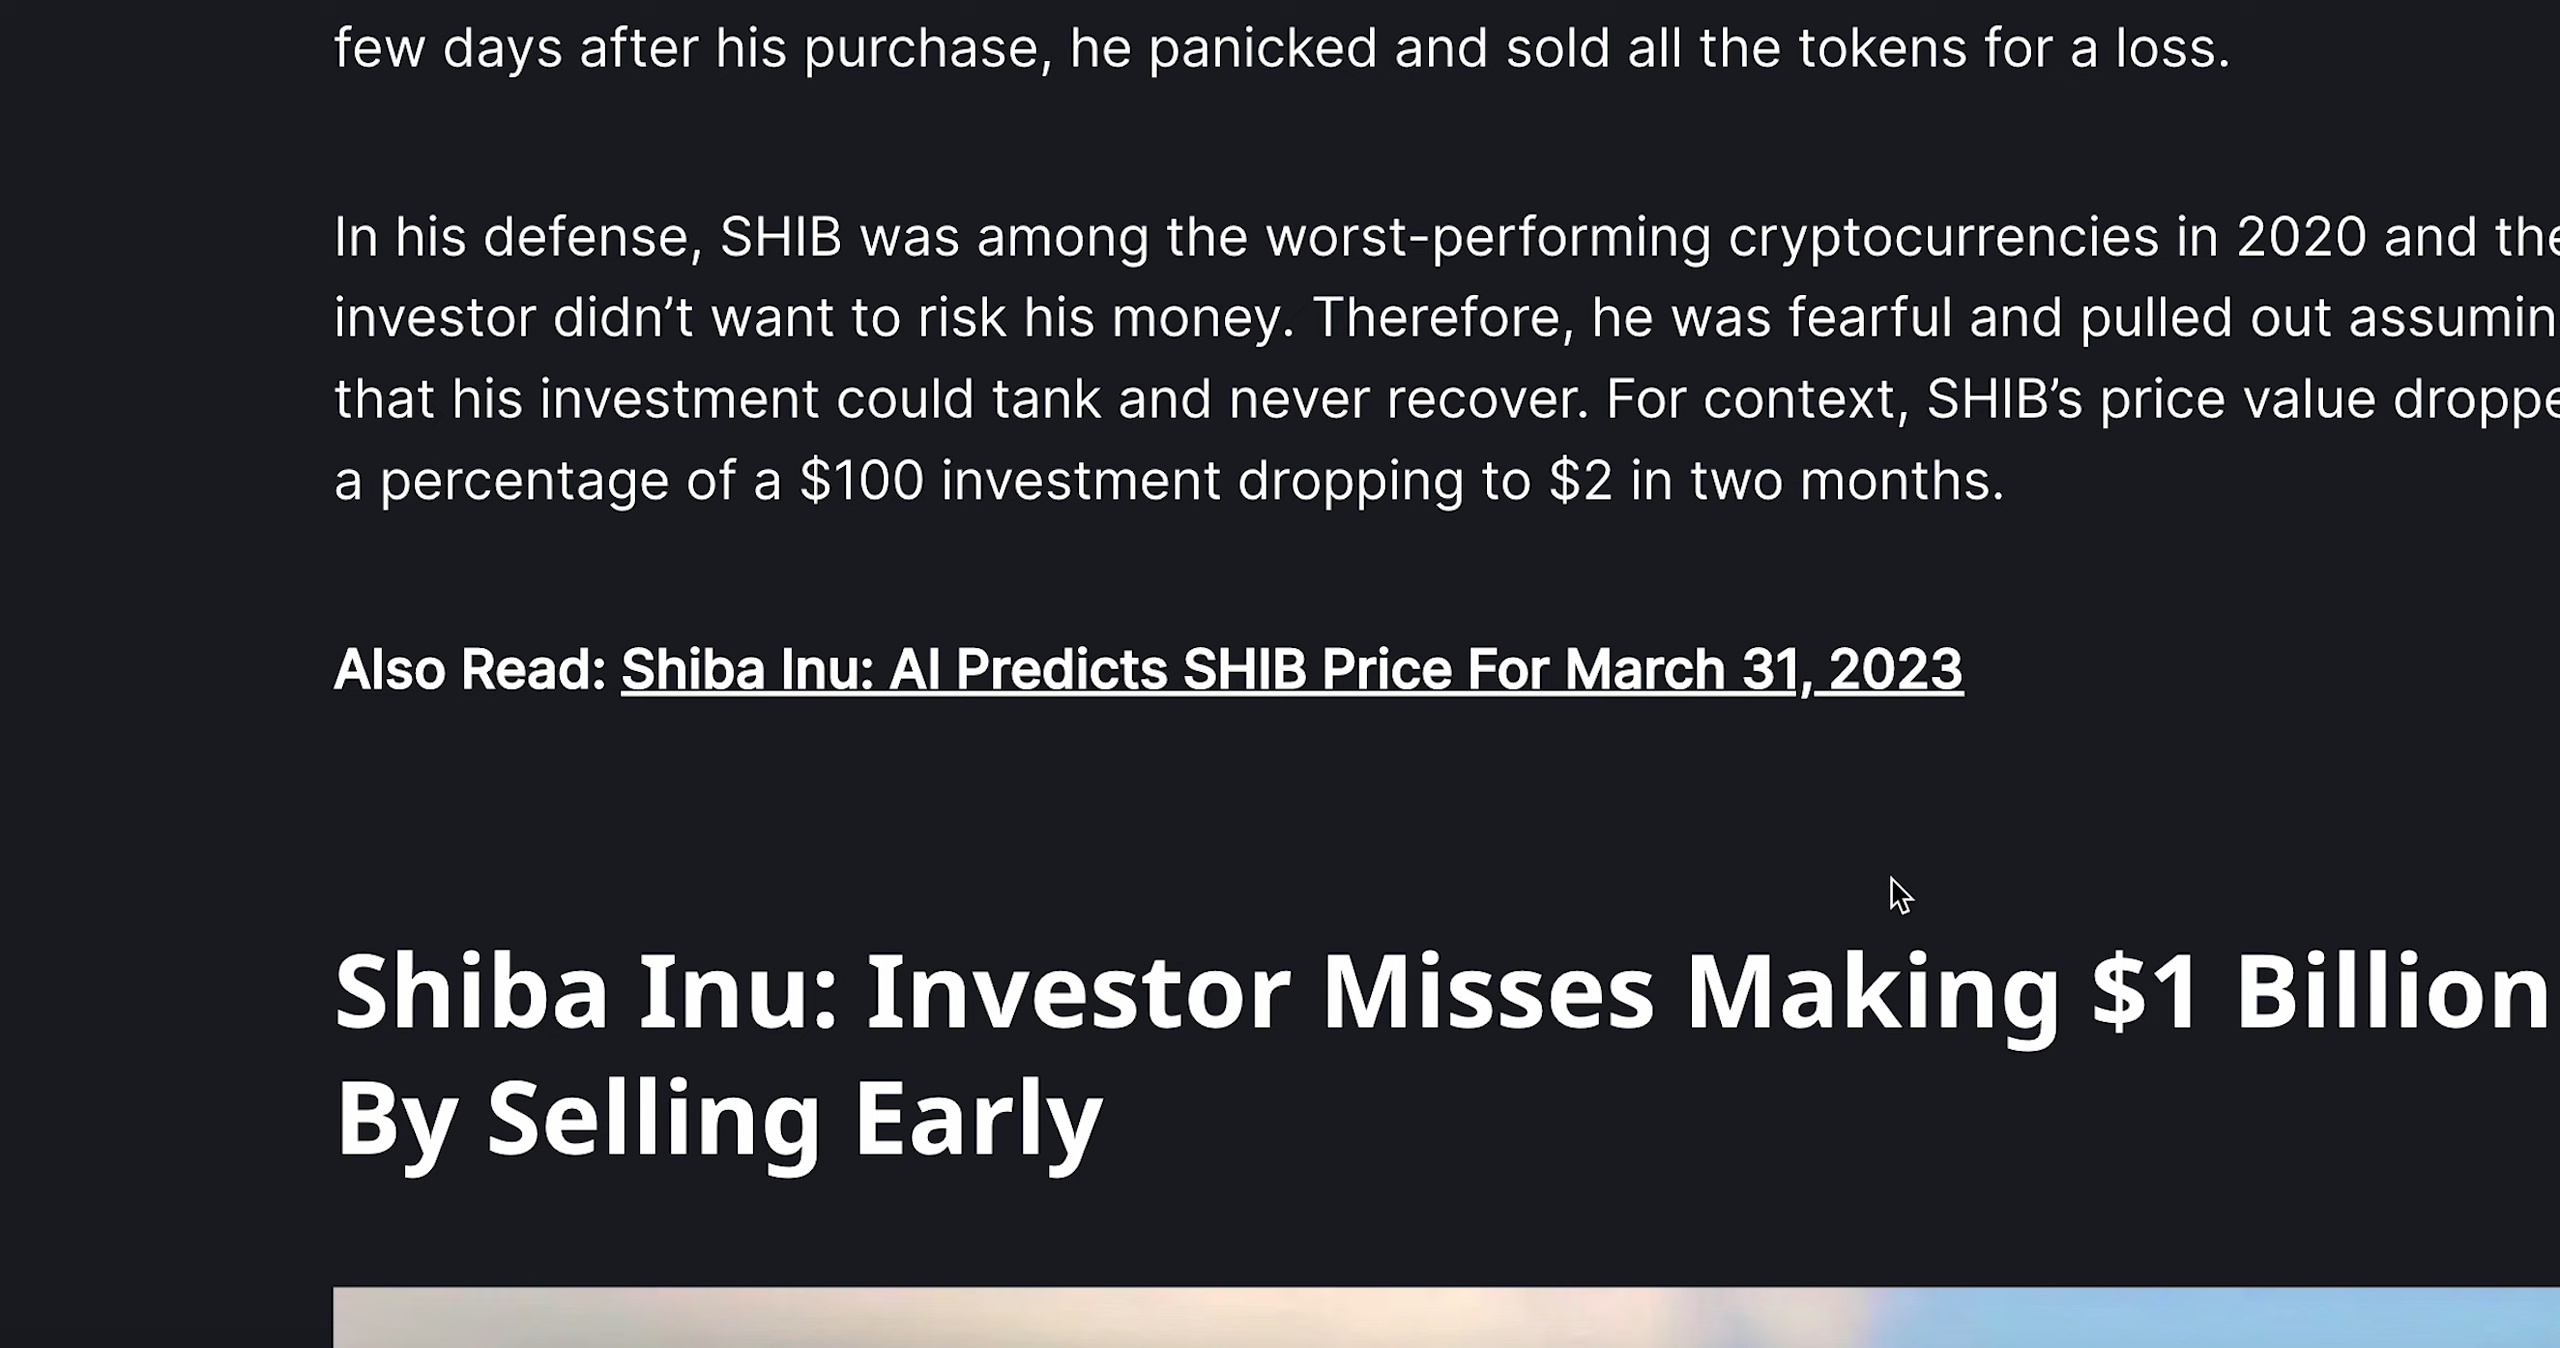 few days after his purchase, he panicked and sold all the tokens for a loss.
In his defense, SHIB was among the worst-performing cryptocurrencies in 2020 and the
investor didn’t want to risk his money. Therefore, he was fearful and pulled out assumin
that his investment could tank and never recover. For context, SHIB’s price value droppe
a percentage of a $100 investment dropping to $2 in two months.
Also Read: Shiba Inu: AI Predicts SHIB Price For March 31, 2023
Shiba Inu: Investor Misses Making $1 Billion
By Selling Early